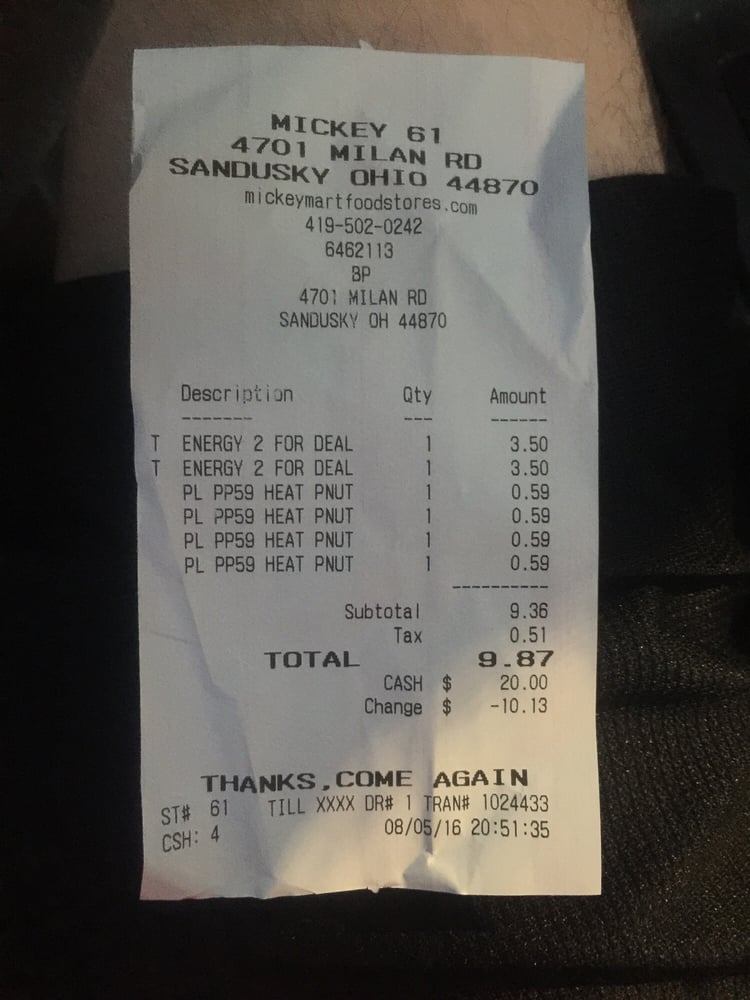 MICKEY 61
4701 MILAN RD
SANDUSKY OHIO 44870
mickeymartfoodstores.com
419-502-0242
6462113
BP
4701 MILAN RD
SANDUSKY OH 44870
Description Qty Amount
------- --- ------
T ENERGY 2 FOR DEAL 1 3.50
T ENERGY 2 FOR DEAL 1 3.50
PL PP59 HEAT PNUT 1 0.59
PL PP59 HEAT PNUT 1 0.59
PL PP59 HEAT PNUT 1 0.59
PL PP59 HEAT PNUT 1 0.59
----------
Subtotal 9.36
Tax 0.51
TOTAL 9.87
CASH $ 20.00
Change $ -10.13
THANKS,COME AGAIN
ST# 61 TILL XXXX DR# 1 TRAN# 1024433
CSH: 4 08/05/16 20:51:35